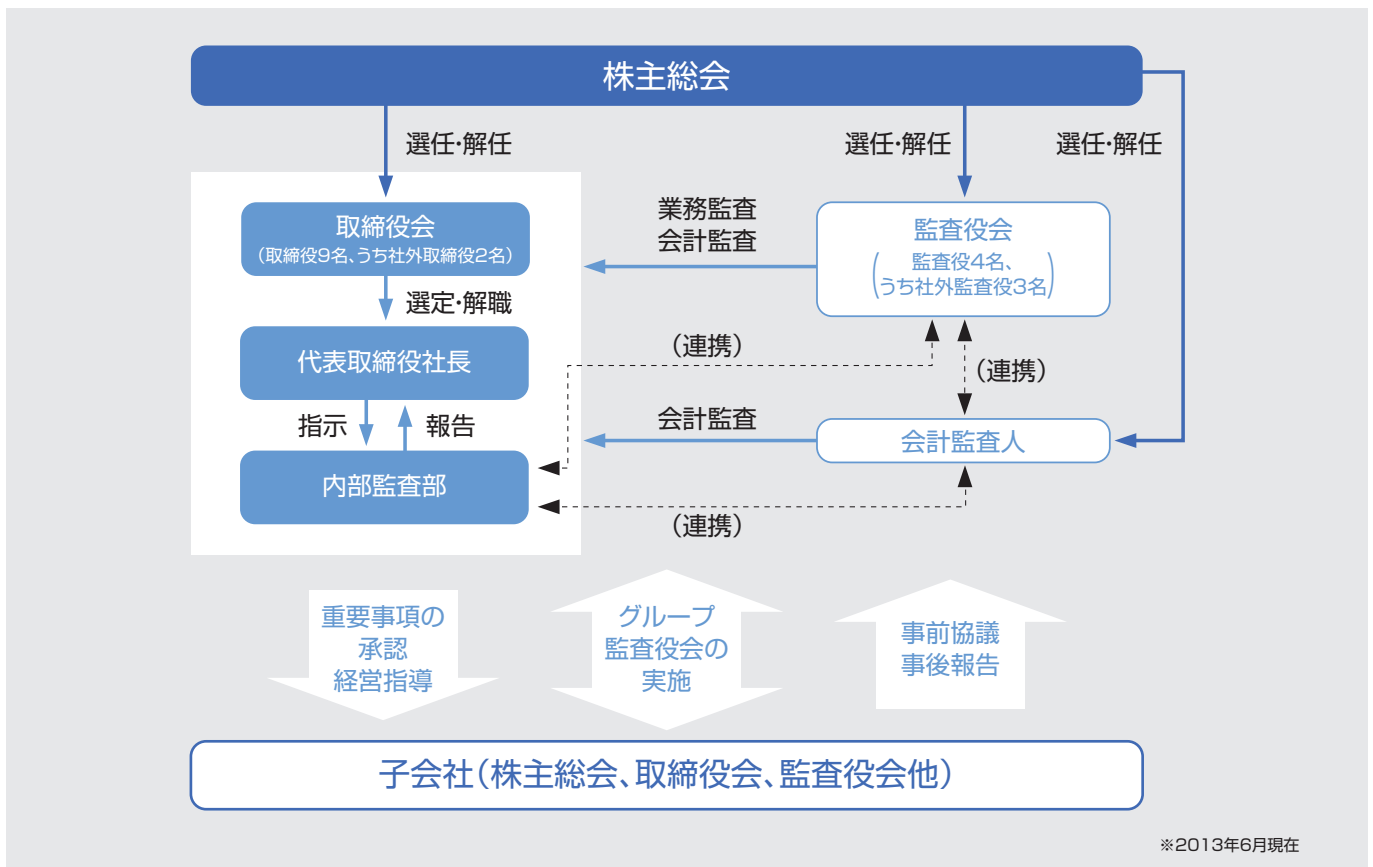 株主総会
選任・解任
選任・解任
選任・解任
取締役会
(取締役9名、うち社外取締役2名)
選定・解職
代表取締役社長
指示
報告
内部監査部
業務監査
会計監査
監査役会
(監査役4名、
うち社外監査役3名)
(連携)
(連携)
会計監査
会計監査人
(連携)
重要事項の
承認
経営指導
グループ
監査役会の
実施
事前協議
事後報告
子会社(株主総会、取締役会、監査役会他)
※2013年6月現在